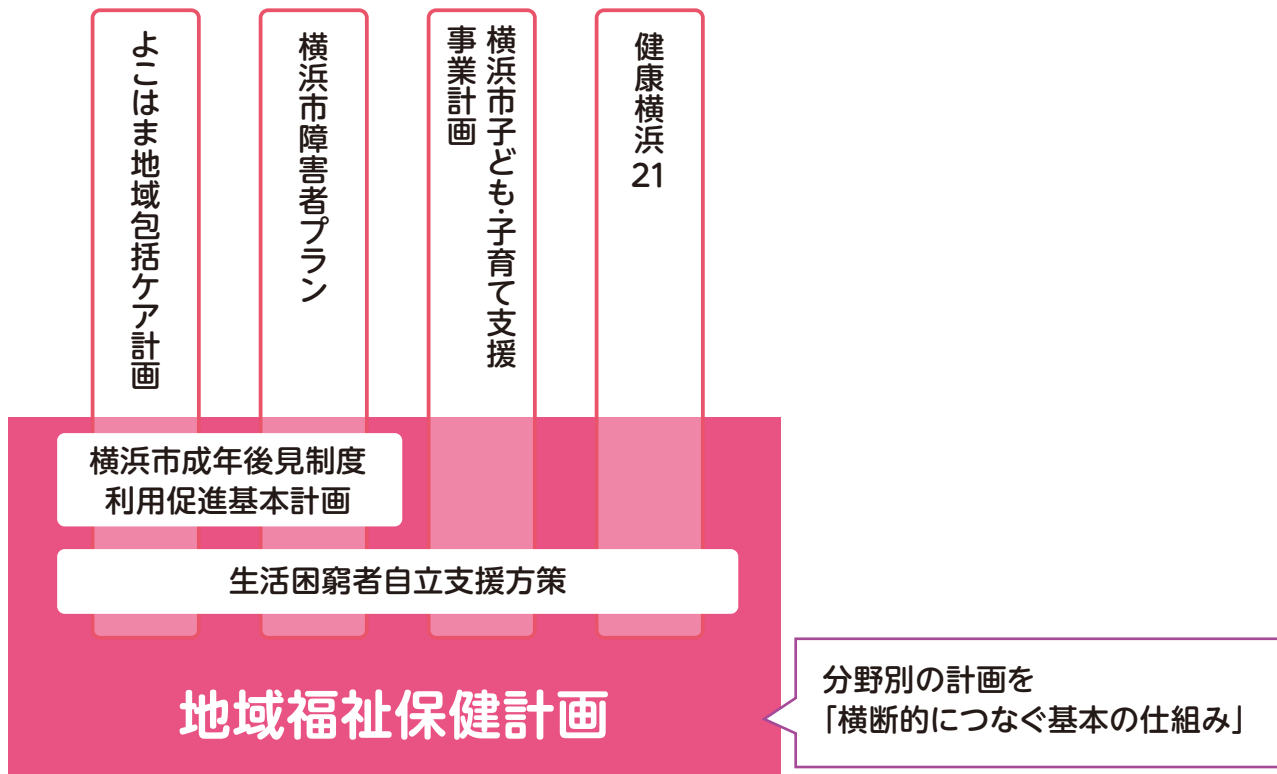 よこはま地域包括ケア計画
横浜市障害者プラン
横浜市子ども・子育て支援
事業計画
健康横浜21
横浜市成年後見制度
利用促進基本計画
生活困窮者自立支援方策
地域福祉保健計画
分野別の計画を
「横断的につなぐ基本の仕組み」